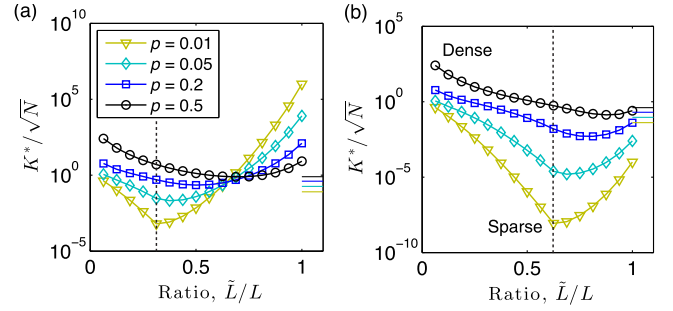 (a)
10^10
10^5
10^0
10^-5
K*/√N
p = 0.01
p = 0.05
p = 0.2
p = 0.5
0
0.5
1
Ratio, L̃/L
(b)
10^5
10^0
10^-5
10^-10
K*/√N
Dense
Sparse
0
0.5
1
Ratio, L̃/L